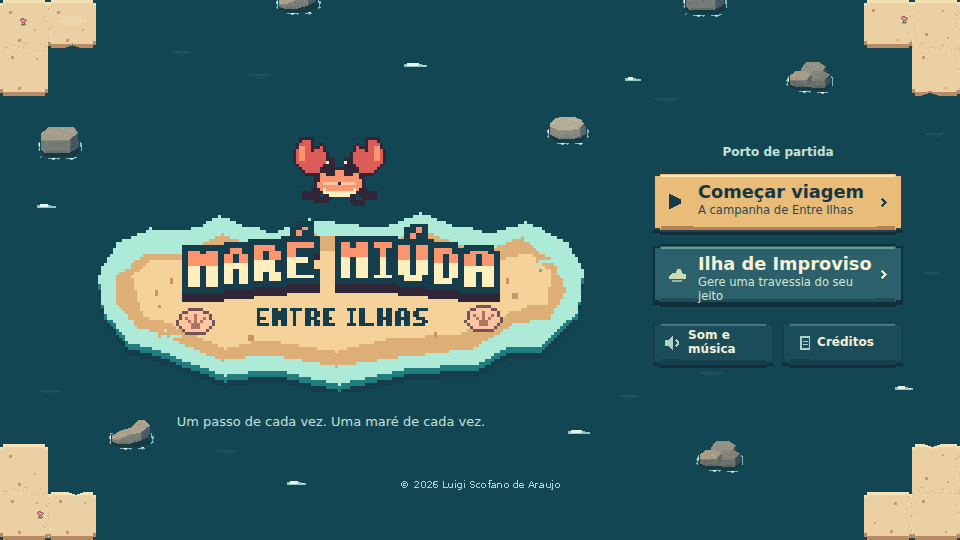 MARÉ MIÚDA
ENTRE ILHAS
Um passo de cada vez. Uma maré de cada vez.
Porto de partida
Começar viagem
A campanha de Entre Ilhas
Ilha de Improviso
Gere uma travessia do seu
jeito
Som e
música
Créditos
© 2026 Luigi Scofano de Araujo